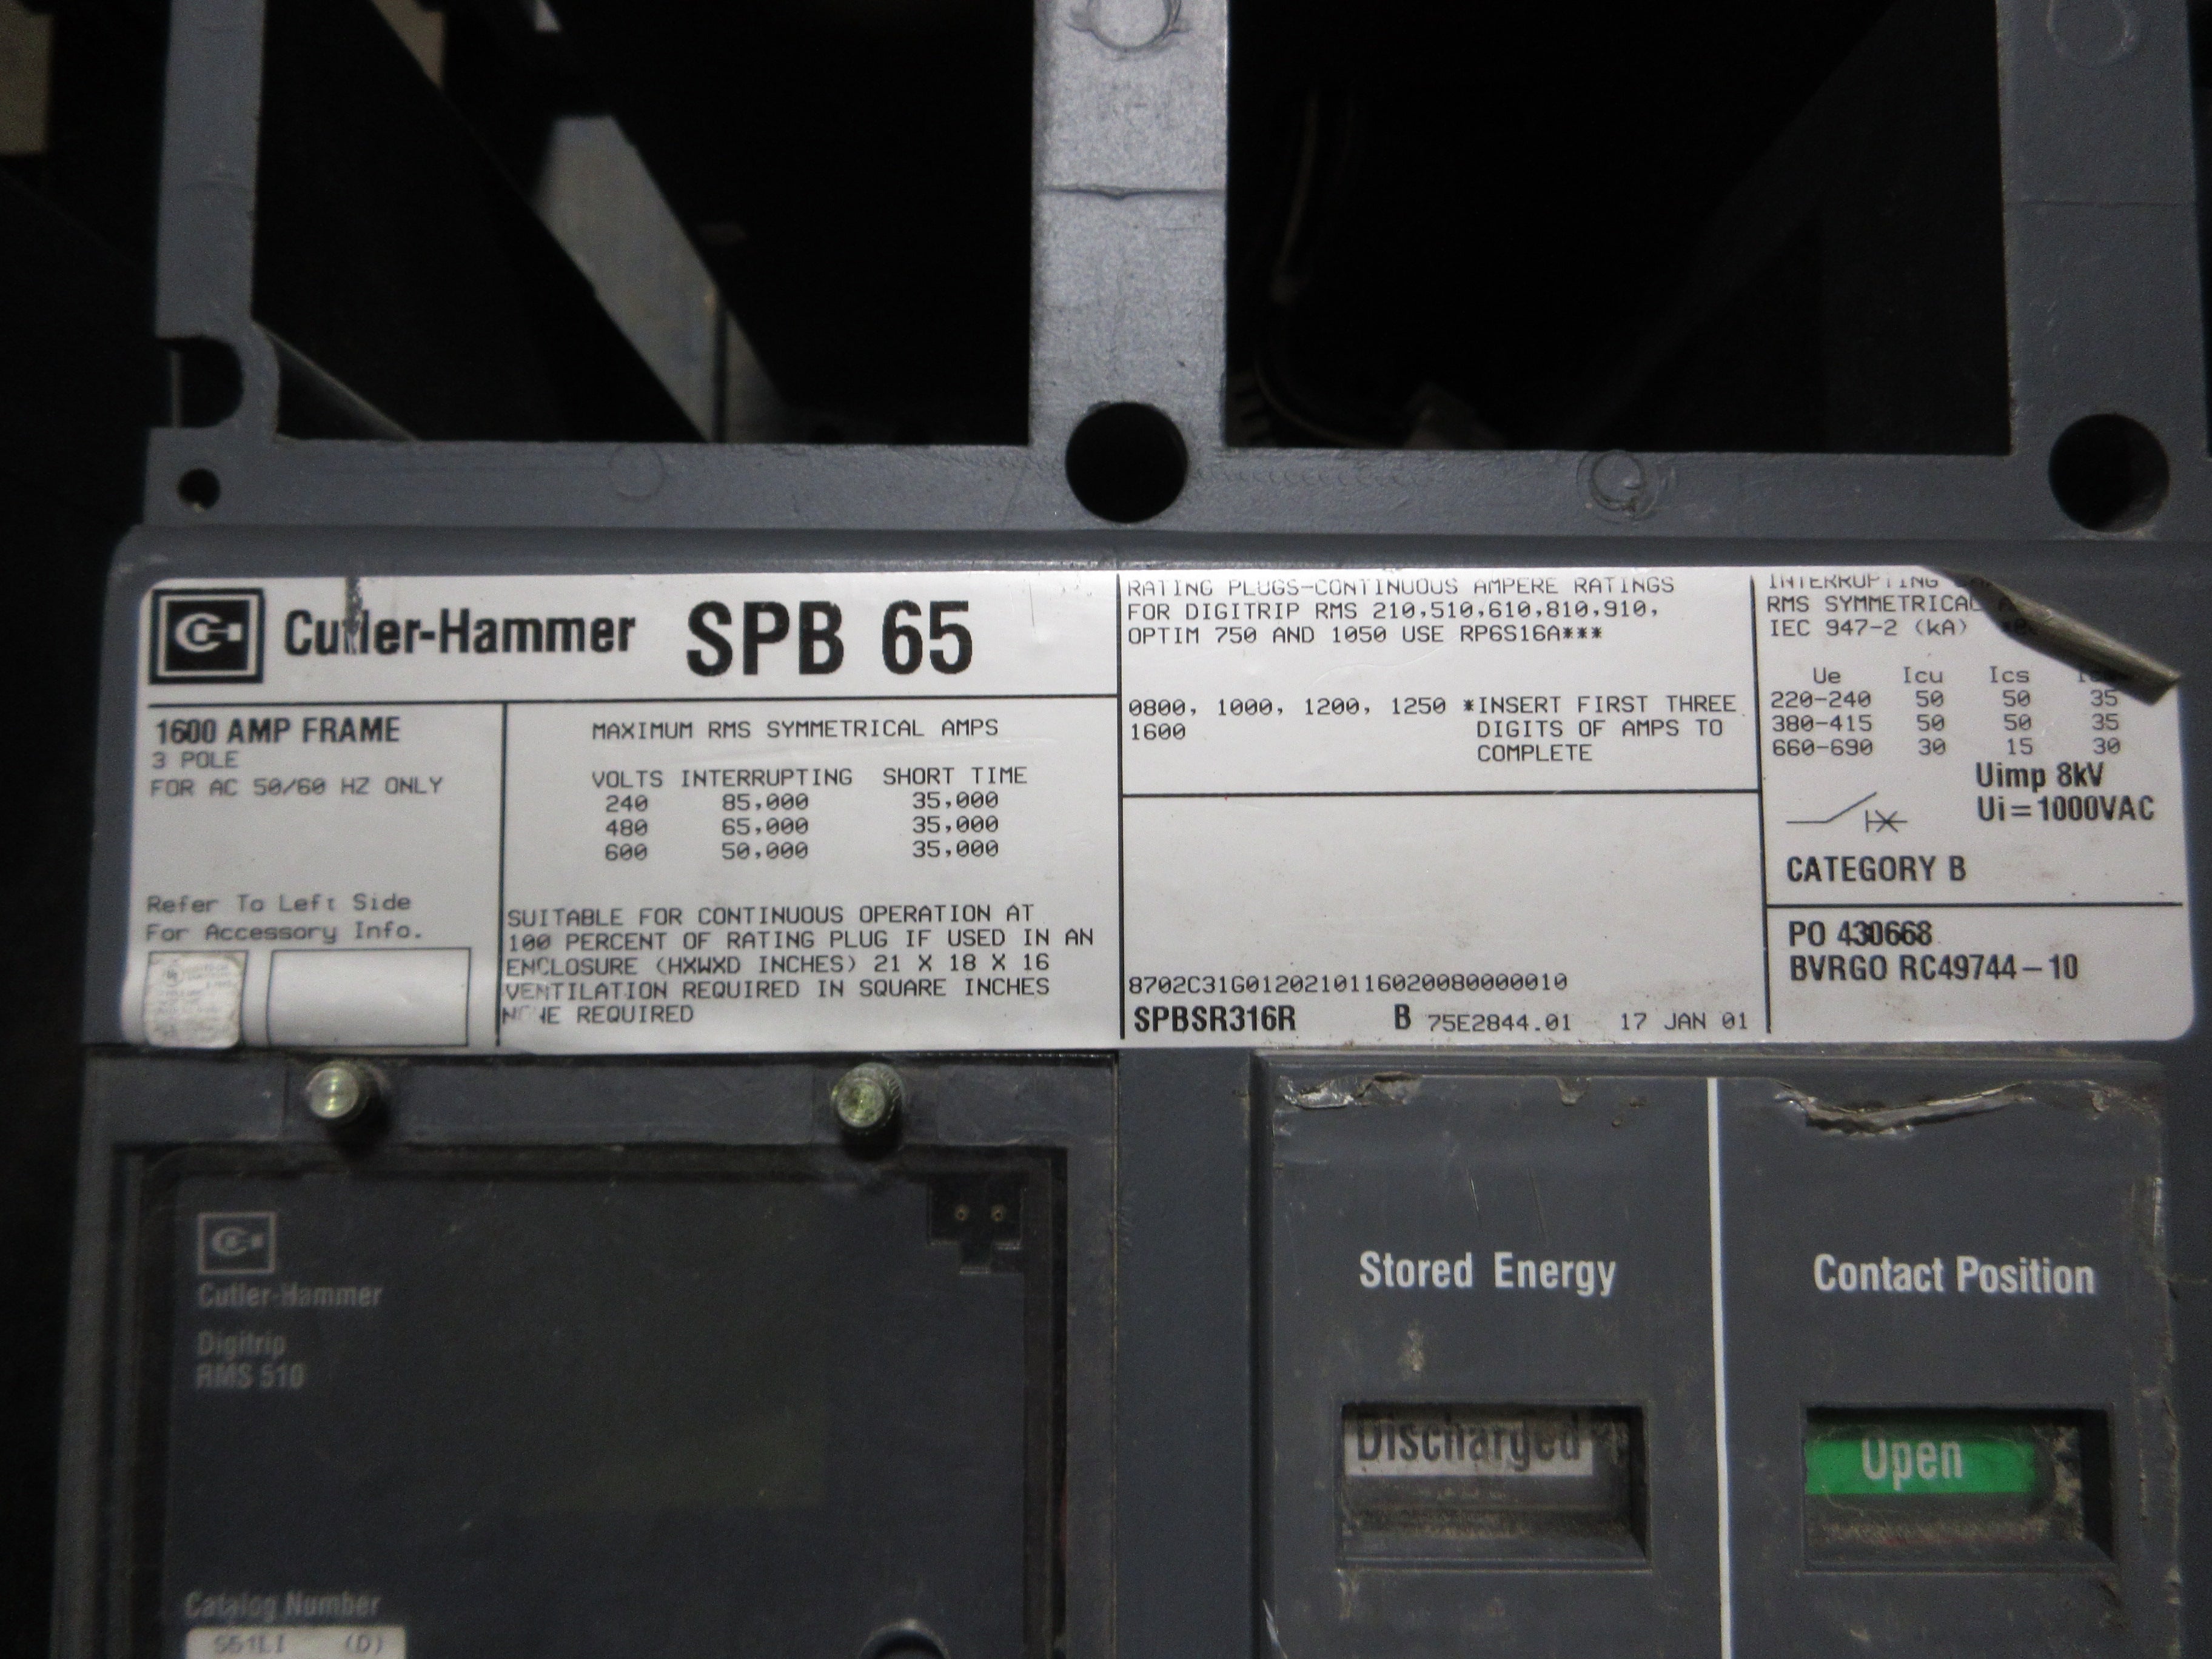 Cutler-Hammer SPB 65
1600 AMP FRAME
3 POLE
FOR AC 50/60 HZ ONLY
Refer To Left Side
For Accessory Info.
MAXIMUM RMS SYMMETRICAL AMPS
VOLTS INTERRUPTING SHORT TIME
240 85,000 35,000
480 65,000 35,000
600 50,000 35,000
SUITABLE FOR CONTINUOUS OPERATION AT
100 PERCENT OF RATING PLUG IF USED IN AN
ENCLOSURE (HXWXD INCHES) 21 X 18 X 16
VENTILATION REQUIRED IN SQUARE INCHES
NONE REQUIRED
RATING PLUGS-CONTINUOUS AMPERE RATINGS
FOR DIGITRIP RMS 210,510,610,810,910,
OPTIM 750 AND 1050 USE RP6S16A***
0800, 1000, 1200, 1250 *INSERT FIRST THREE
1600 DIGITS OF AMPS TO
COMPLETE
8702C31G0120210116020080000010
SPBSR316R B 75E2844.01 17 JAN 01
INTERRUPTING
RMS SYMMETRICAL
IEC 947-2 (kA)
Ue Icu Ics
220-240 50 50 35
380-415 50 50 35
660-690 30 15 30
Uimp 8kV
Ui=1000VAC
CATEGORY B
PO 430668
BVRGO RC49744-10
Cutler-Hammer
Digitrip
RMS 510
Catalog Number
S51LI (D)
Stored Energy
Discharged
Contact Position
Open